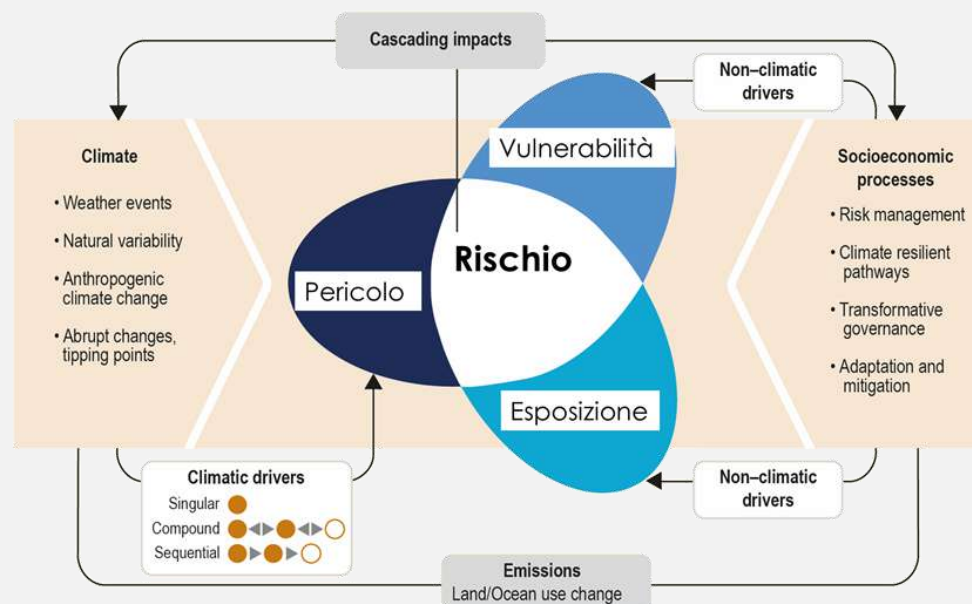 Cascading impacts
Non–climatic
drivers
Climate
• Weather events
• Natural variability
• Anthropogenic
climate change
• Abrupt changes,
tipping points
Vulnerabilità
Rischio
Pericolo
Esposizione
Socioeconomic
processes
• Risk management
• Climate resilient
pathways
• Transformative
governance
• Adaptation and
mitigation
Climatic drivers
Singular
Compound
Sequential
Non–climatic
drivers
Emissions
Land/Ocean use change